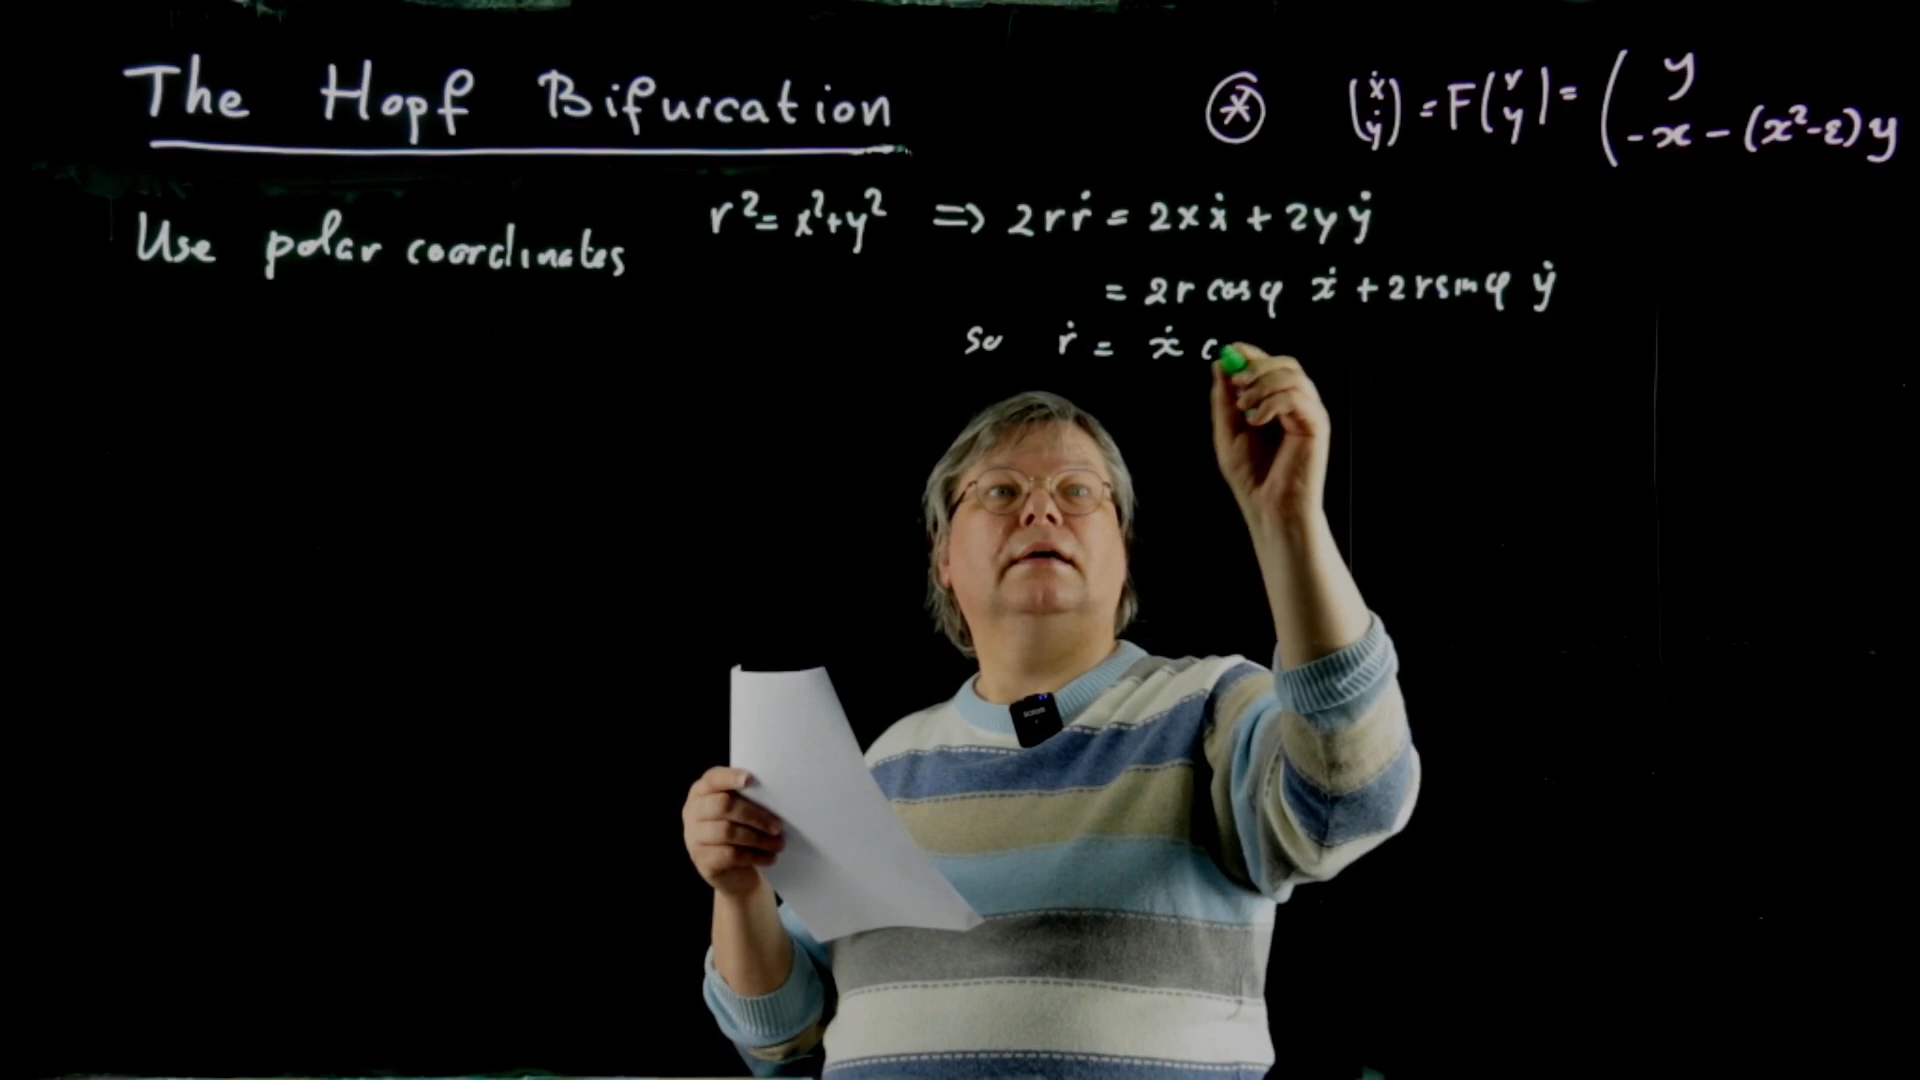 The Hopf Bifurcation
⊛ (ẋ ẏ) = F(x y) = ( y
-x - (x²-ε)y
Use polar coordinates
r² = x²+y² => 2rṙ = 2xẋ + 2yẏ
= 2r cosφ ẋ + 2r sinφ ẏ
so ṙ = ẋ c